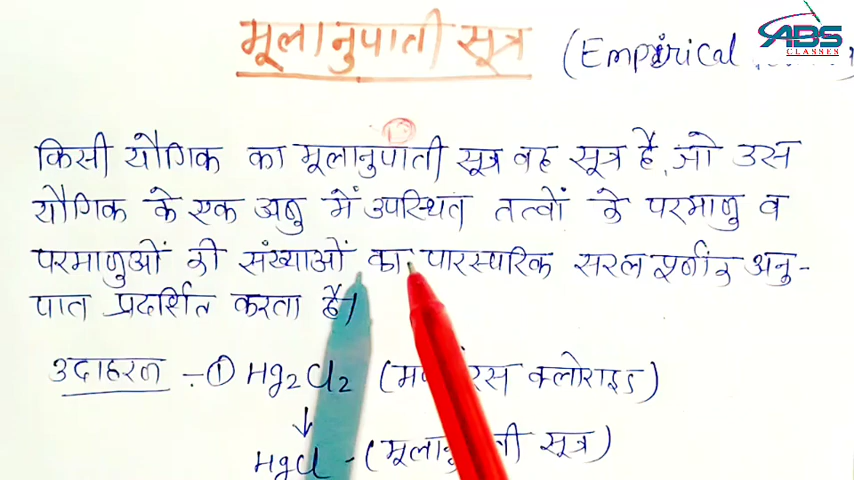 ABS
CLASSES
मूलानुपाती सूत्र (Empirical
किसी यौगिक का मूलानुपाती सूत्र वह सूत्र है, जो उस
यौगिक के एक अणु में उपस्थित तत्वों के परमाणु व
परमाणुओं की संख्याओं का पारस्परिक सरल पूर्णांक अनु-
पात प्रदर्शित करता है।
उदाहरण :- ① Hg₂Cl₂ ( क्लोराइड)
↓
HgCl - ( सूत्र)